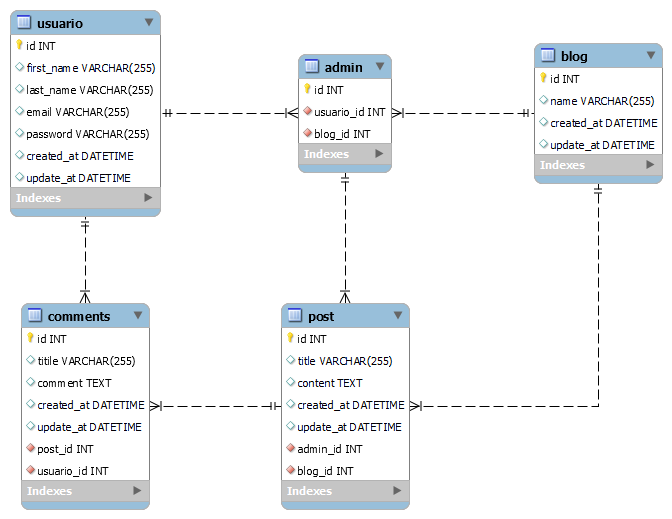 usuario
id INT
first_name VARCHAR(255)
last_name VARCHAR(255)
email VARCHAR(255)
password VARCHAR(255)
created_at DATETIME
update_at DATETIME
Indexes
admin
id INT
usuario_id INT
blog_id INT
Indexes
blog
id INT
name VARCHAR(255)
created_at DATETIME
update_at DATETIME
Indexes
comments
id INT
titile VARCHAR(255)
comment TEXT
created_at DATETIME
update_at DATETIME
post_id INT
usuario_id INT
Indexes
post
id INT
title VARCHAR(255)
content TEXT
created_at DATETIME
update_at DATETIME
admin_id INT
blog_id INT
Indexes